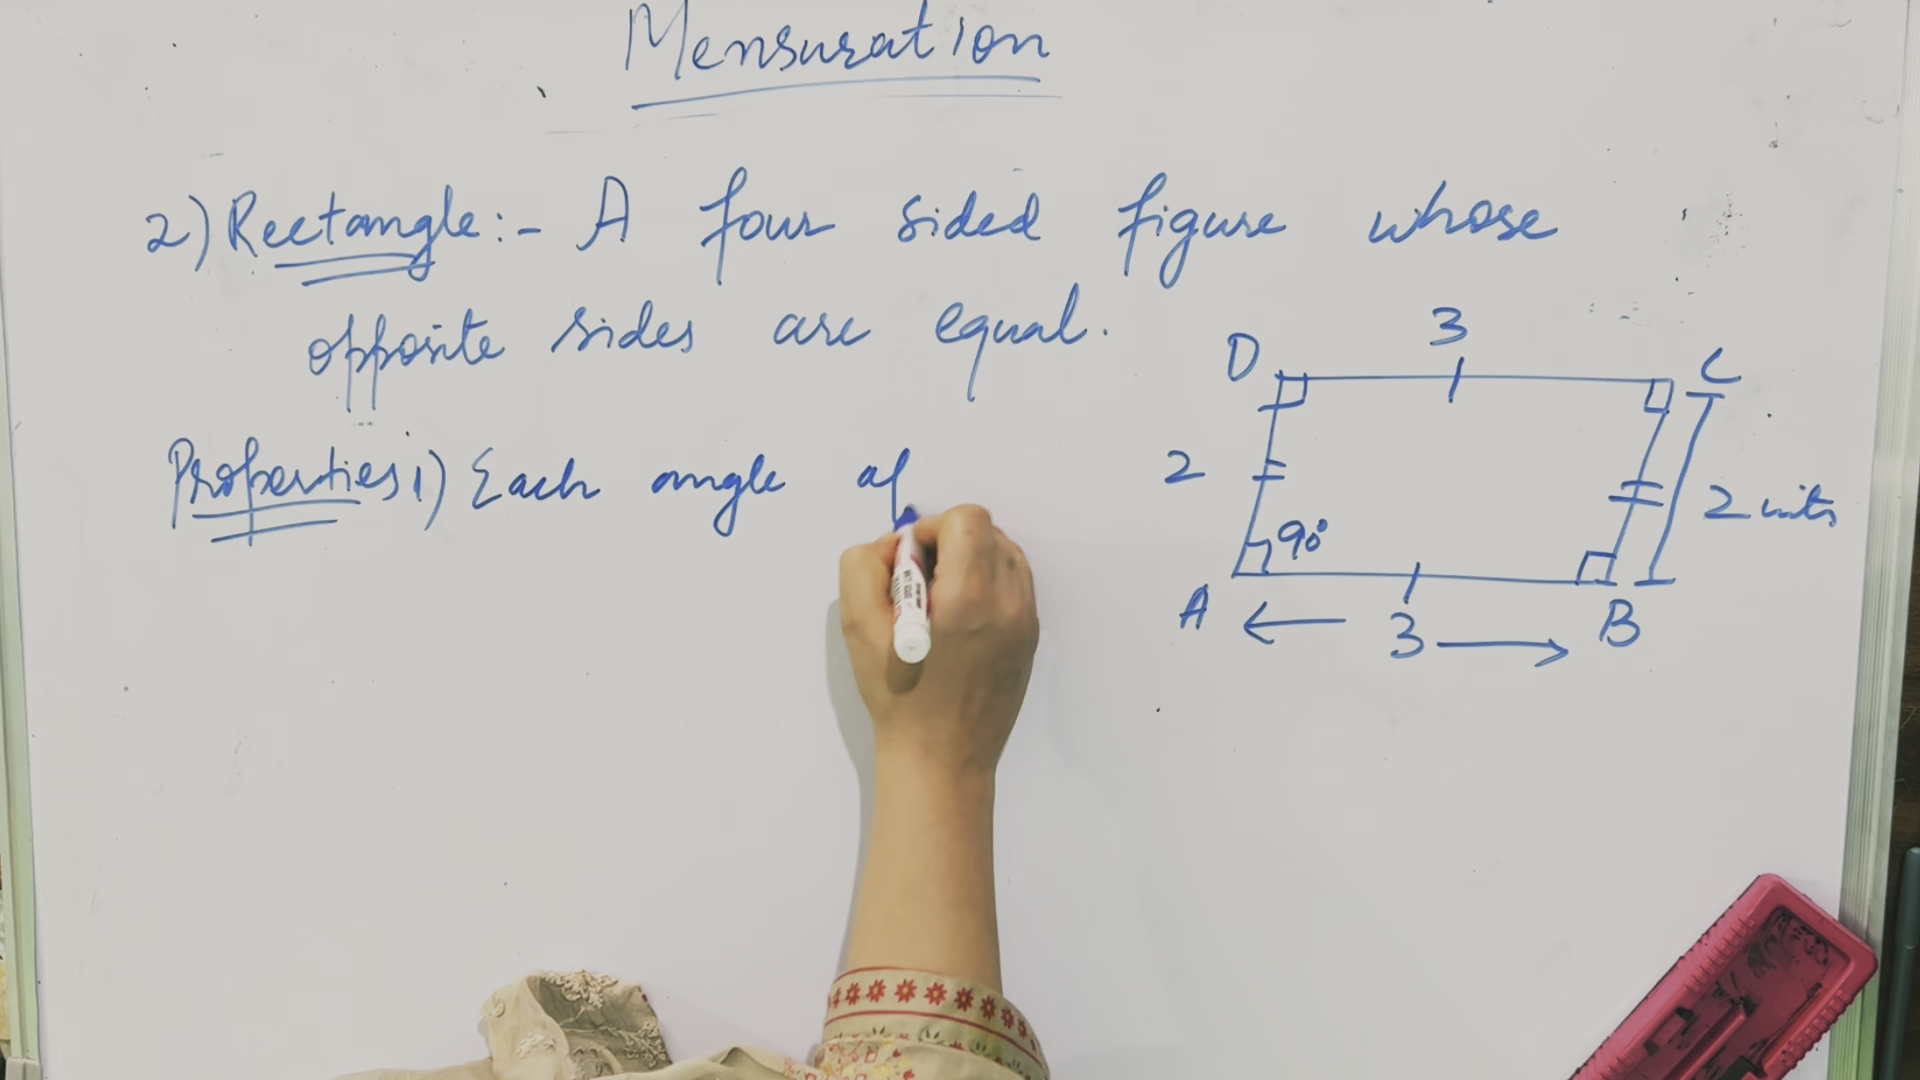 Mensuration
2) Rectangle:- A four sided figure whose
opposite sides are equal.
Properties 1) Each angle of
D 3 C
2 2 units
90°
A ← 3 → B